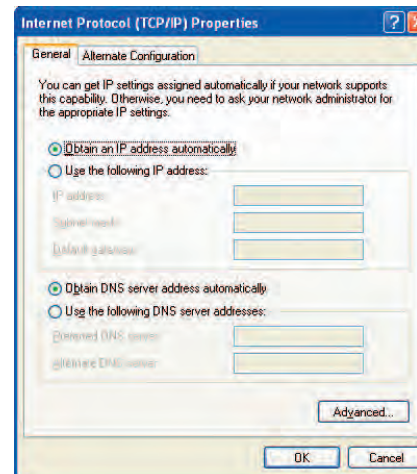 Internet Protocol (TCP/IP) Properties
General
Alternate Configuration
You can get IP settings assigned automatically if your network supports
this capability. Otherwise, you need to ask your network administrator for
the appropriate IP settings.
Obtain an IP address automatically
Use the following IP address:
IP address:
Subnet mask:
Default gateway:
Obtain DNS server address automatically
Use the following DNS server addresses:
Preferred DNS server:
Alternate DNS server:
Advanced...
OK
Cancel